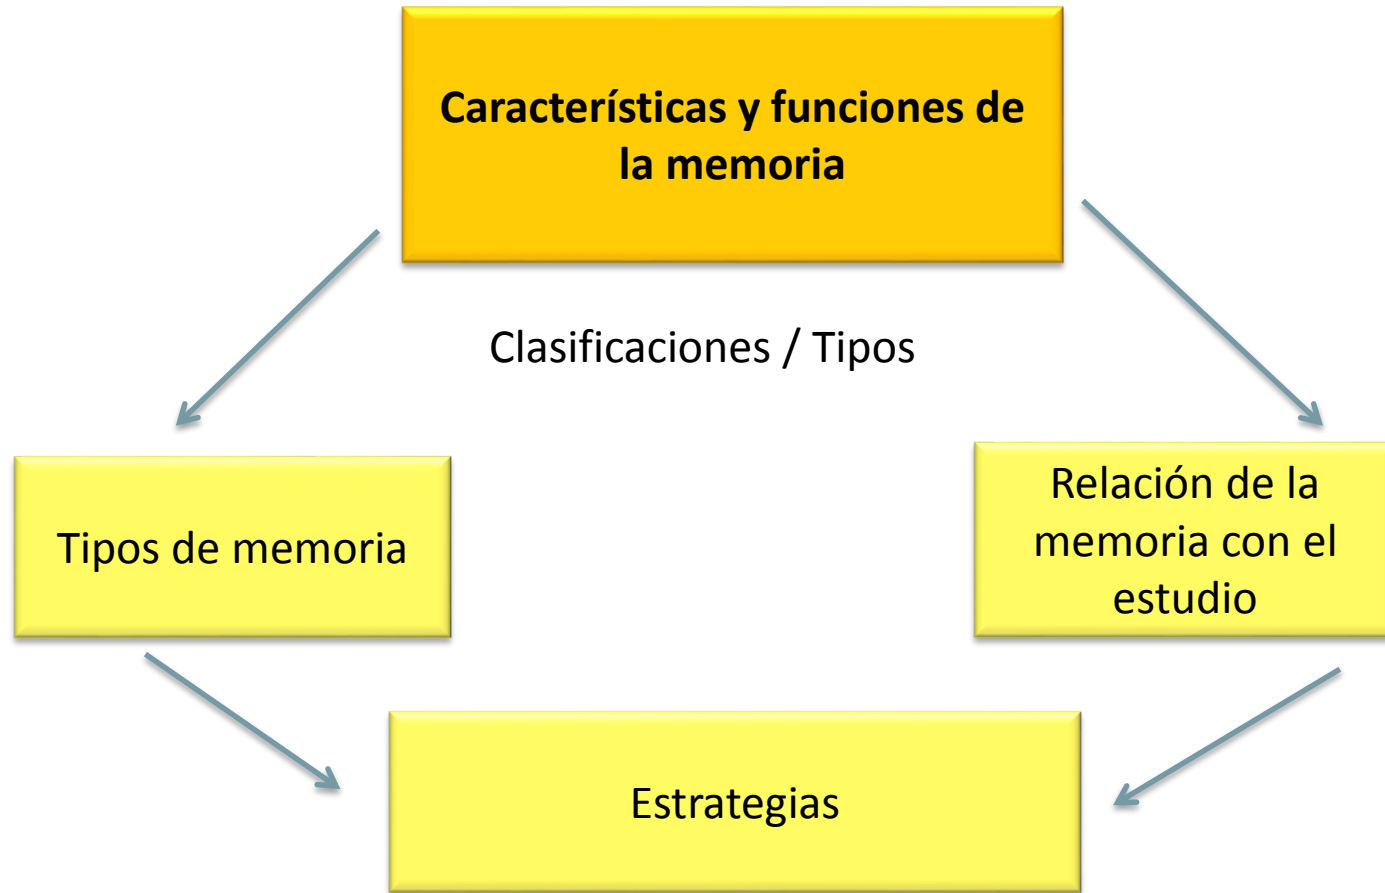 Características y funciones de
la memoria
Clasificaciones / Tipos
Tipos de memoria
Relación de la
memoria con el
estudio
Estrategias